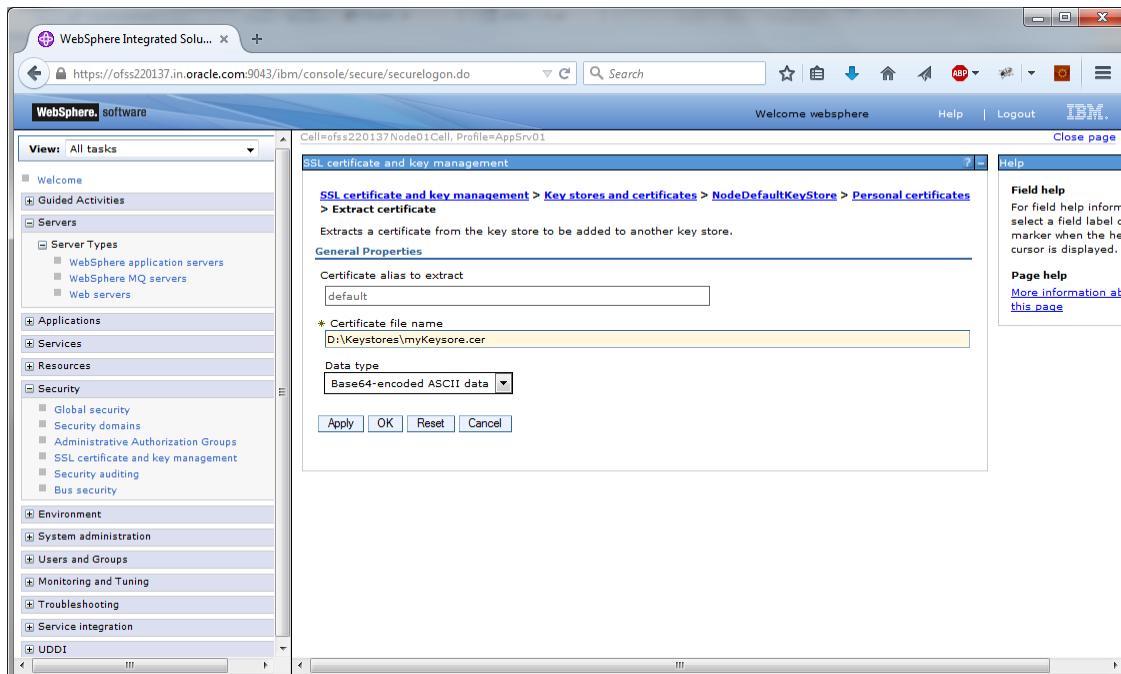 WebSphere Integrated Solu...
https://ofss220137.in.oracle.com:9043/ibm/console/secure/securelogon.do
Search
ABP
WebSphere. software
Welcome websphere
Help | Logout
IBM.
View: All tasks
Welcome
Guided Activities
Servers
Server Types
WebSphere application servers
WebSphere MQ servers
Web servers
Applications
Services
Resources
Security
Global security
Security domains
Administrative Authorization Groups
SSL certificate and key management
Security auditing
Bus security
Environment
System administration
Users and Groups
Monitoring and Tuning
Troubleshooting
Service integration
UDDI
Cell=ofss220137Node01Cell, Profile=AppSrv01
Close page
SSL certificate and key management
?
SSL certificate and key management > Key stores and certificates > NodeDefaultKeyStore > Personal certificates
> Extract certificate
Extracts a certificate from the key store to be added to another key store.
General Properties
Certificate alias to extract
default
* Certificate file name
D:\Keystores\myKeysore.cer
Data type
Base64-encoded ASCII data
Apply OK Reset Cancel
Help
Field help
For field help inform
select a field label o
marker when the he
cursor is displayed.
Page help
More information ab
this page